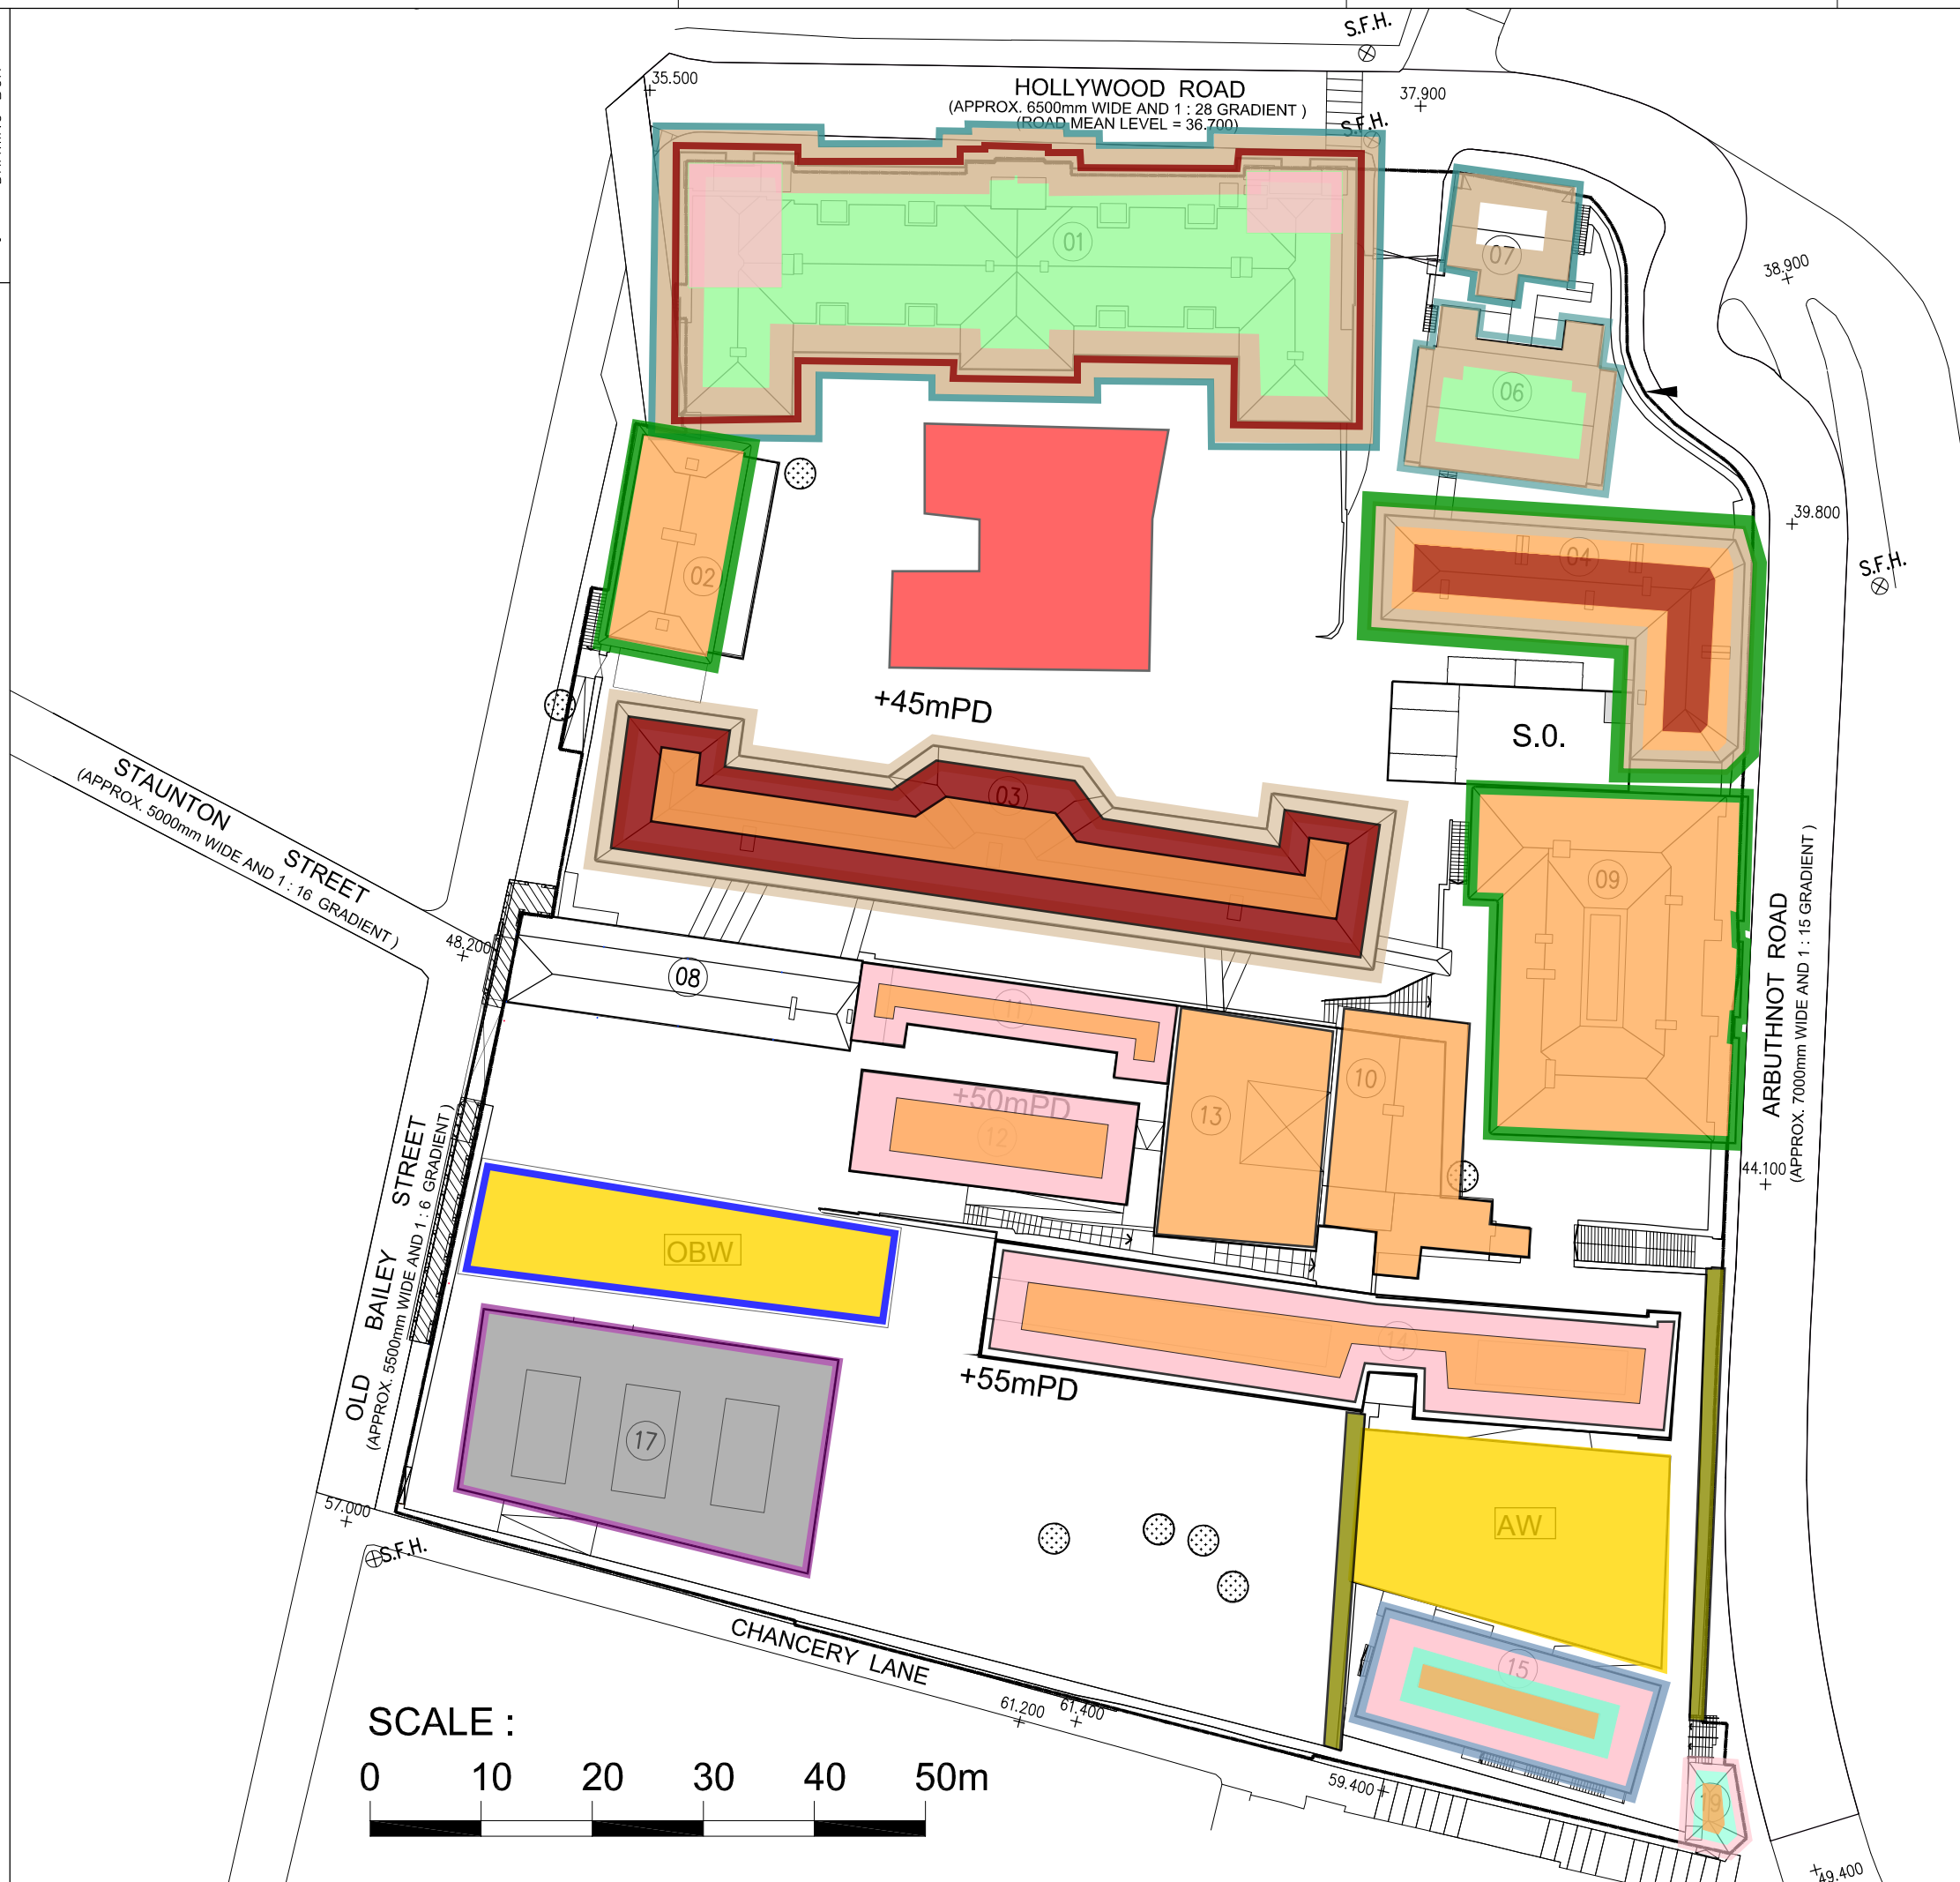 S.F.H.
35.500
HOLLYWOOD ROAD
(APPROX. 6500mm WIDE AND 1 : 28 GRADIENT )
(ROAD MEAN LEVEL = 36.700)
37.900
S.F.H.
01
07
38.900
06
39.800
S.F.H.
04
02
+45mPD
S.O.
STAUNTON STREET
(APPROX. 5000mm WIDE AND 1 : 16 GRADIENT )
03
09
48.200
08
ARBUTHNOT ROAD
(APPROX. 7000mm WIDE AND 1 : 15 GRADIENT )
11
10
+50mPD
13
12
44.100
OLD BAILEY STREET
(APPROX. 5500mm WIDE AND 1 : 6 GRADIENT )
OBW
14
+55mPD
17
AW
57.000
S.F.H.
CHANCERY LANE
15
61.200
61.400
59.400
19
49.400
SCALE :
0 10 20 30 40 50m